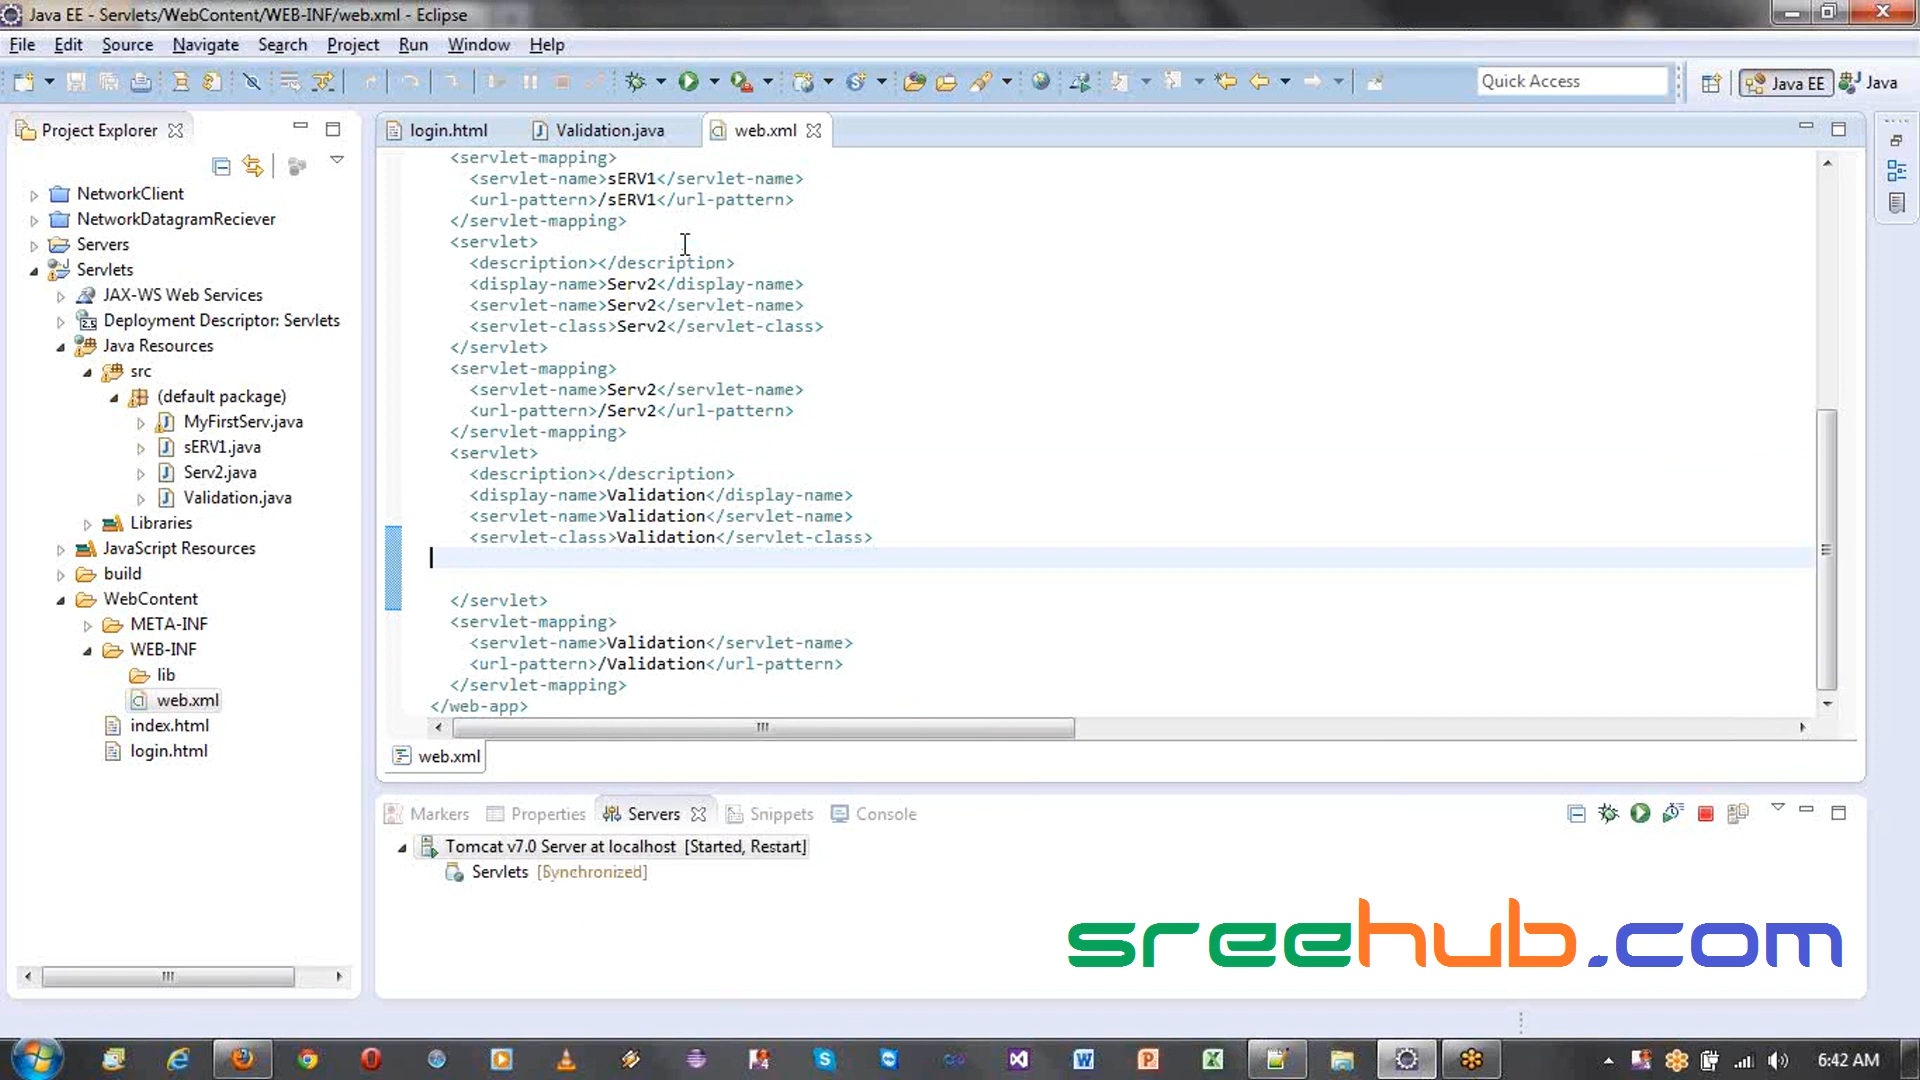 Java EE - Servlets/WebContent/WEB-INF/web.xml - Eclipse
File Edit Source Navigate Search Project Run Window Help
Quick Access
Java EE
Java
Project Explorer
NetworkClient
NetworkDatagramReciever
Servers
Servlets
JAX-WS Web Services
2.5 Deployment Descriptor: Servlets
Java Resources
src
(default package)
MyFirstServ.java
sERV1.java
Serv2.java
Validation.java
Libraries
JavaScript Resources
build
WebContent
META-INF
WEB-INF
lib
web.xml
index.html
login.html
login.html Validation.java web.xml
<servlet-mapping>
<servlet-name>sERV1</servlet-name>
<url-pattern>/sERV1</url-pattern>
</servlet-mapping>
<servlet>
<description></description>
<display-name>Serv2</display-name>
<servlet-name>Serv2</servlet-name>
<servlet-class>Serv2</servlet-class>
</servlet>
<servlet-mapping>
<servlet-name>Serv2</servlet-name>
<url-pattern>/Serv2</url-pattern>
</servlet-mapping>
<servlet>
<description></description>
<display-name>Validation</display-name>
<servlet-name>Validation</servlet-name>
<servlet-class>Validation</servlet-class>
</servlet>
<servlet-mapping>
<servlet-name>Validation</servlet-name>
<url-pattern>/Validation</url-pattern>
</servlet-mapping>
</web-app>
web.xml
Markers Properties Servers Snippets Console
Tomcat v7.0 Server at localhost [Started, Restart]
Servlets [Synchronized]
sreehub.com
6:42 AM